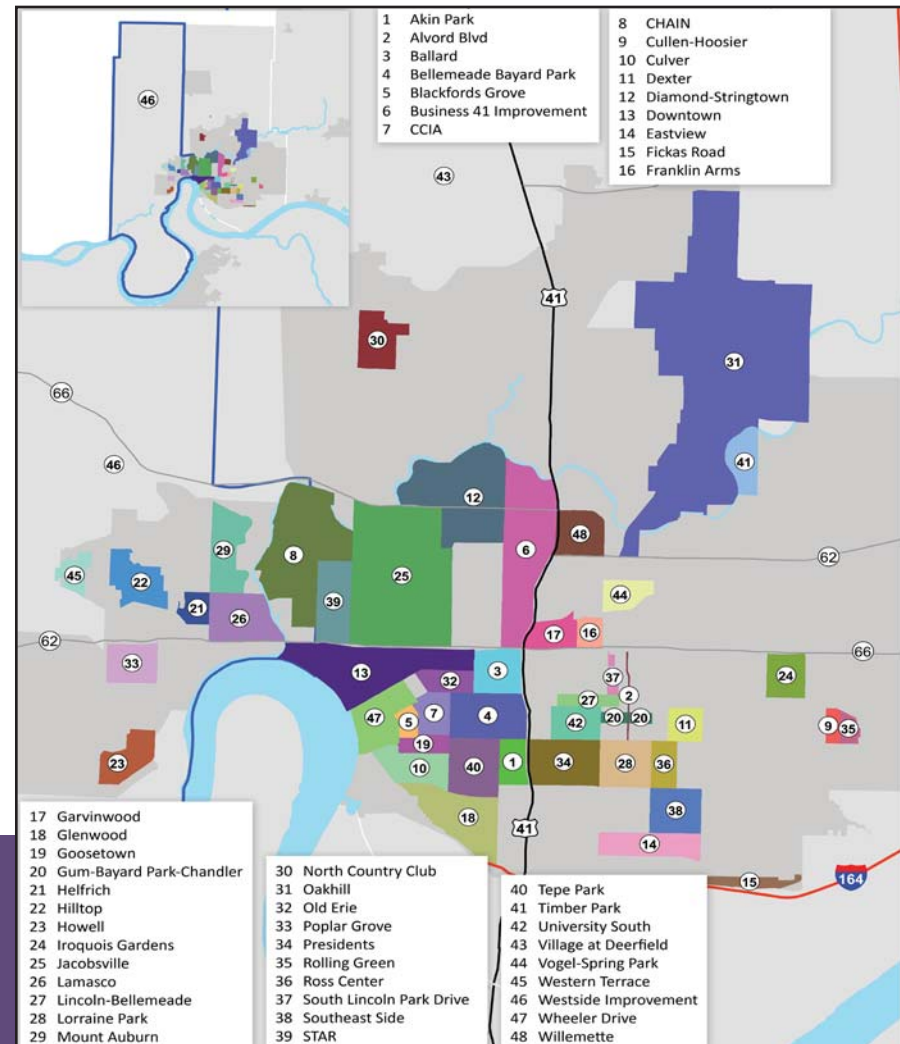 1 Akin Park
2 Alvord Blvd
3 Ballard
4 Bellemeade Bayard Park
5 Blackfords Grove
6 Business 41 Improvement
7 CCIA
8 CHAIN
9 Cullen-Hoosier
10 Culver
11 Dexter
12 Diamond-Stringtown
13 Downtown
14 Eastview
15 Fickas Road
16 Franklin Arms
46
43
41
30
31
66
46
41
12
48
6
62
29
8
45
22
25
39
44
21
26
17
16
62
66
33
13
3
32
37
24
27
2
47
7
4
5
42
20
20
11
9
35
19
23
10
40
1
34
28
36
18
38
41
14
15
164
17 Garvinwood
18 Glenwood
19 Goosetown
20 Gum-Bayard Park-Chandler
21 Helfrich
22 Hilltop
23 Howell
24 Iroquois Gardens
25 Jacobsville
26 Lamasco
27 Lincoln-Bellemeade
28 Lorraine Park
29 Mount Auburn
30 North Country Club
31 Oakhill
32 Old Erie
33 Poplar Grove
34 Presidents
35 Rolling Green
36 Ross Center
37 South Lincoln Park Drive
38 Southeast Side
39 STAR
40 Tepe Park
41 Timber Park
42 University South
43 Village at Deerfield
44 Vogel-Spring Park
45 Western Terrace
46 Westside Improvement
47 Wheeler Drive
48 Willemette